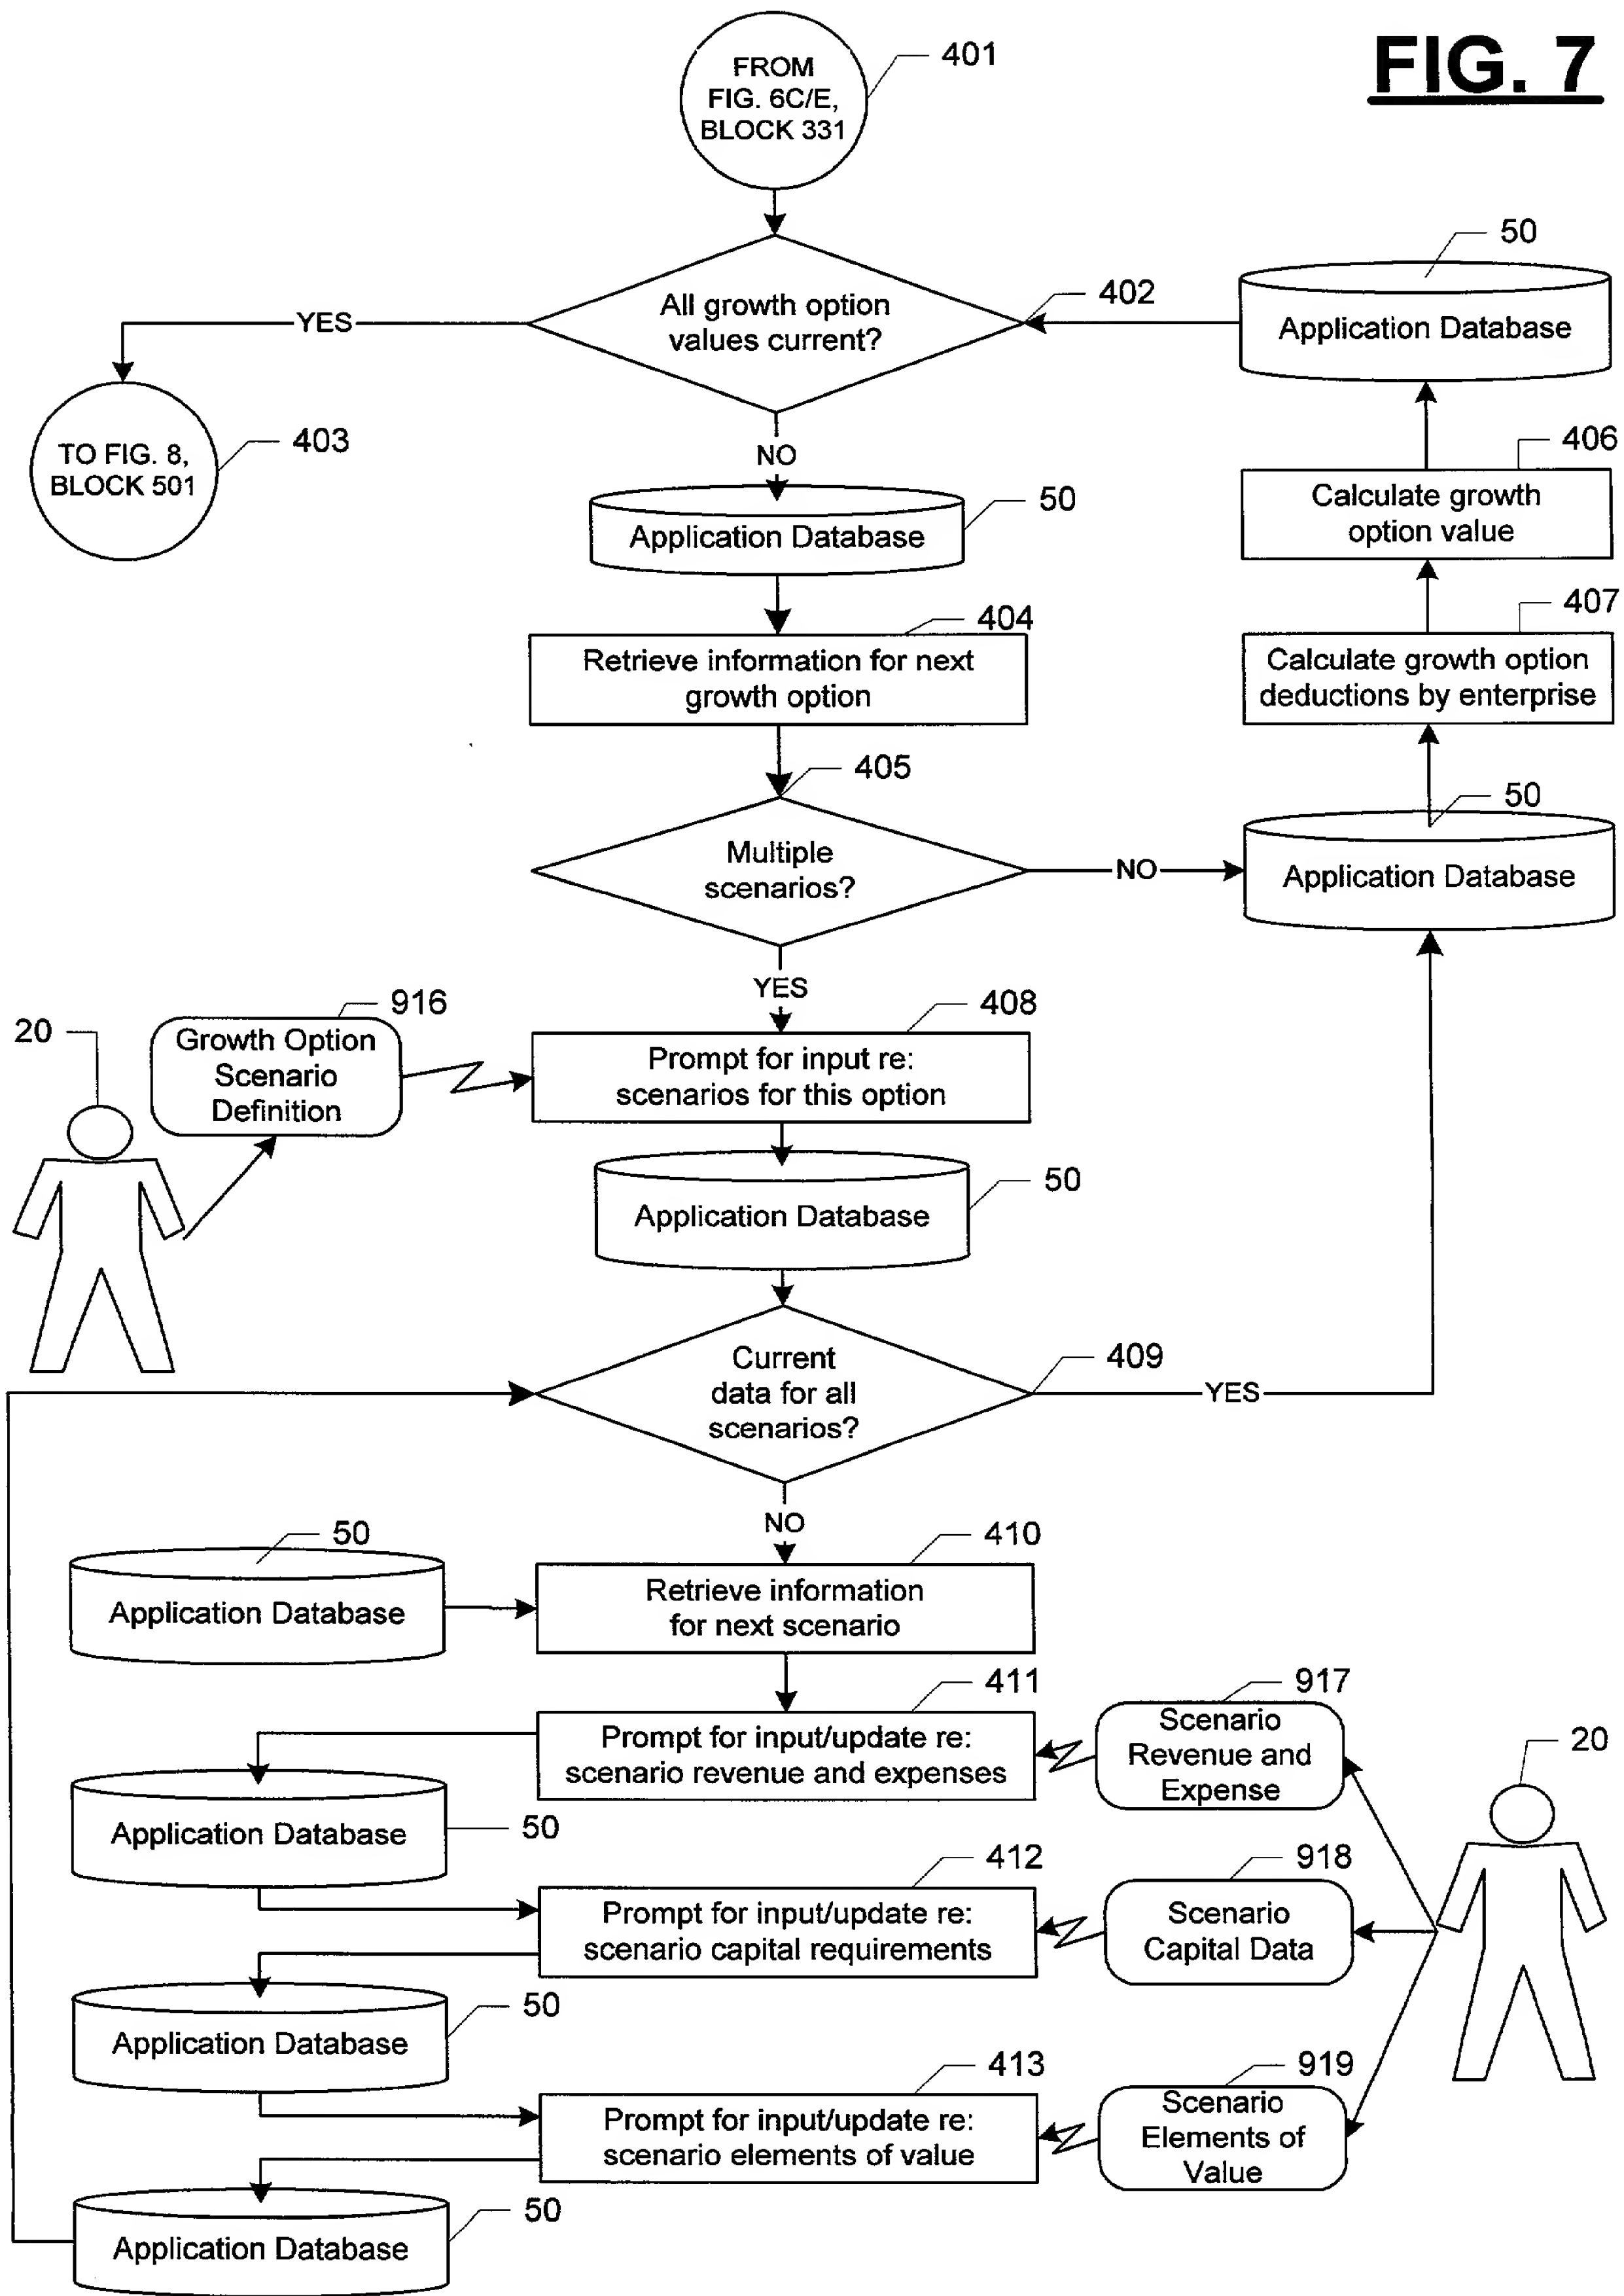 FIG. 7
FROM
FIG. 6C/E,
BLOCK 331
401
All growth option
values current?
402
YES
NO
TO FIG. 8,
BLOCK 501
403
50
Application Database
50
Application Database
404
Retrieve information for next
growth option
406
Calculate growth
option value
407
Calculate growth option
deductions by enterprise
405
Multiple
scenarios?
NO
50
Application Database
YES
20
916
Growth Option
Scenario
Definition
408
Prompt for input re:
scenarios for this option
50
Application Database
Current
data for all
scenarios?
409
YES
NO
50
Application Database
410
Retrieve information
for next scenario
411
Prompt for input/update re:
scenario revenue and expenses
917
Scenario
Revenue and
Expense
20
50
Application Database
412
Prompt for input/update re:
scenario capital requirements
918
Scenario
Capital Data
50
Application Database
413
Prompt for input/update re:
scenario elements of value
919
Scenario
Elements of
Value
50
Application Database